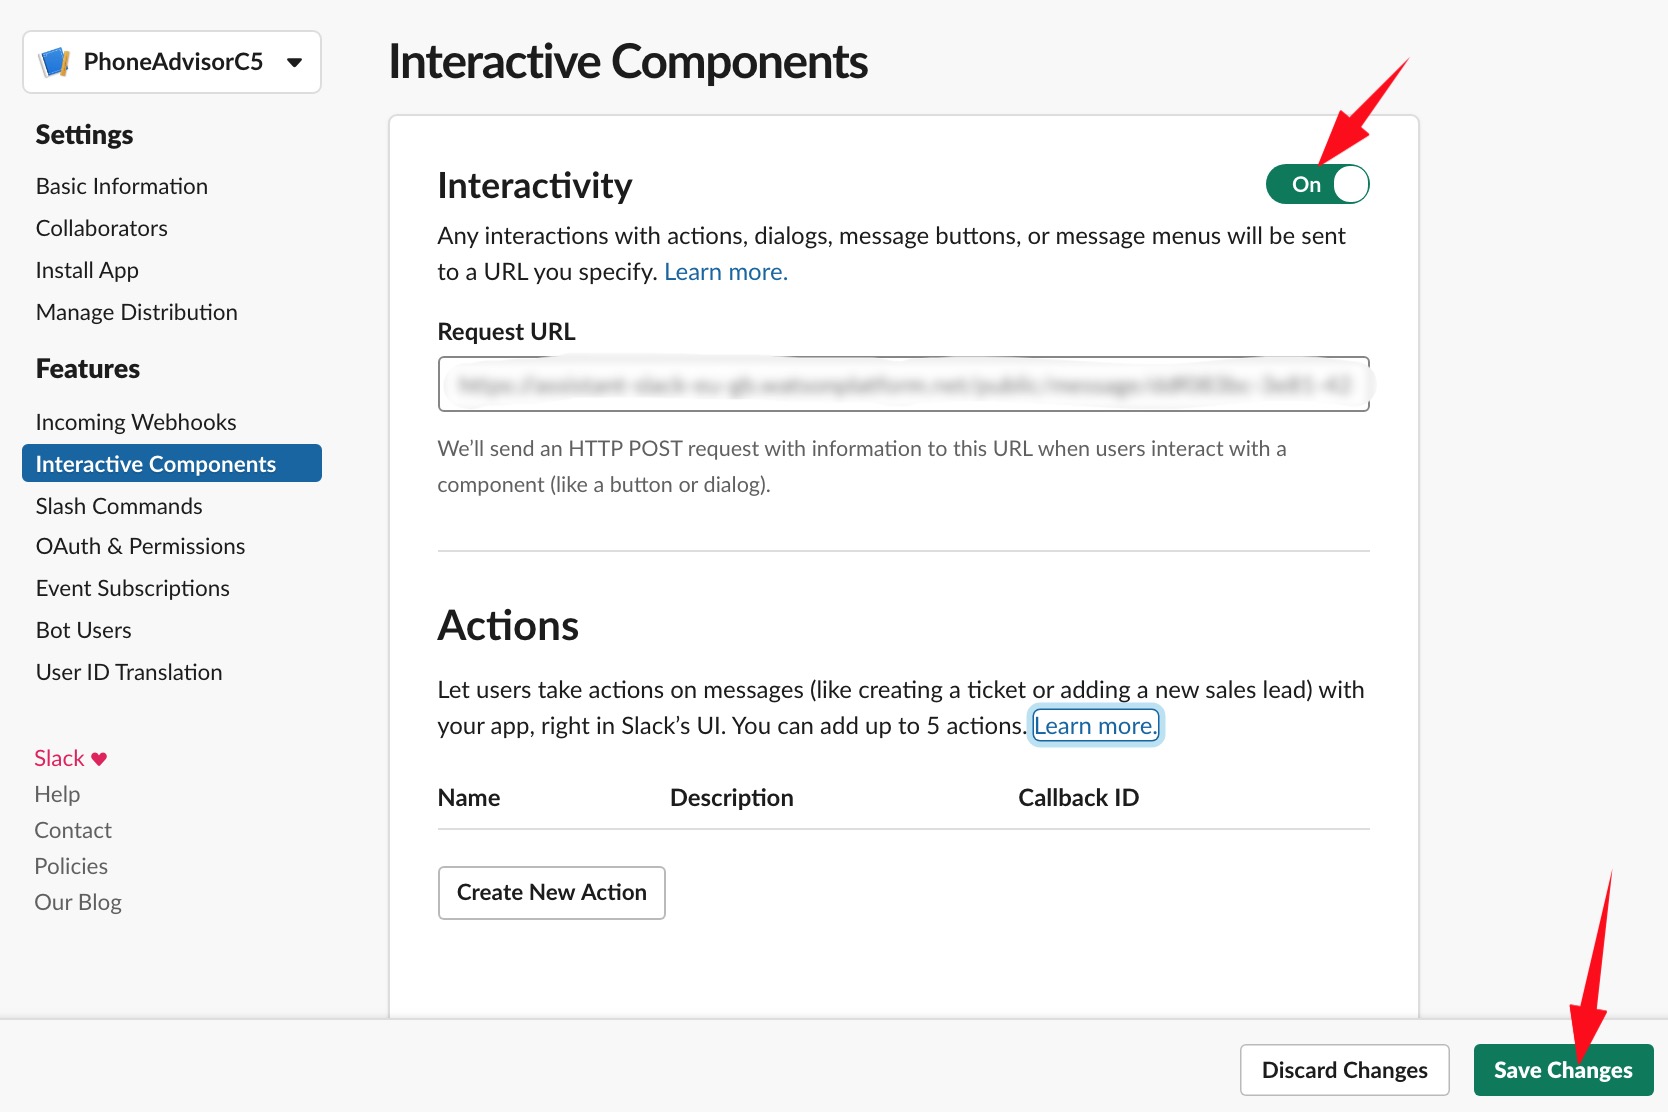 PhoneAdvisorC5
Settings
Basic Information
Collaborators
Install App
Manage Distribution
Features
Incoming Webhooks
Interactive Components
Slash Commands
OAuth & Permissions
Event Subscriptions
Bot Users
User ID Translation
Slack
Help
Contact
Policies
Our Blog
Interactive Components
Interactivity
On
Any interactions with actions, dialogs, message buttons, or message menus will be sent
to a URL you specify. Learn more.
Request URL
We’ll send an HTTP POST request with information to this URL when users interact with a
component (like a button or dialog).
Actions
Let users take actions on messages (like creating a ticket or adding a new sales lead) with
your app, right in Slack’s UI. You can add up to 5 actions. Learn more.
Name Description Callback ID
Create New Action
Discard Changes Save Changes